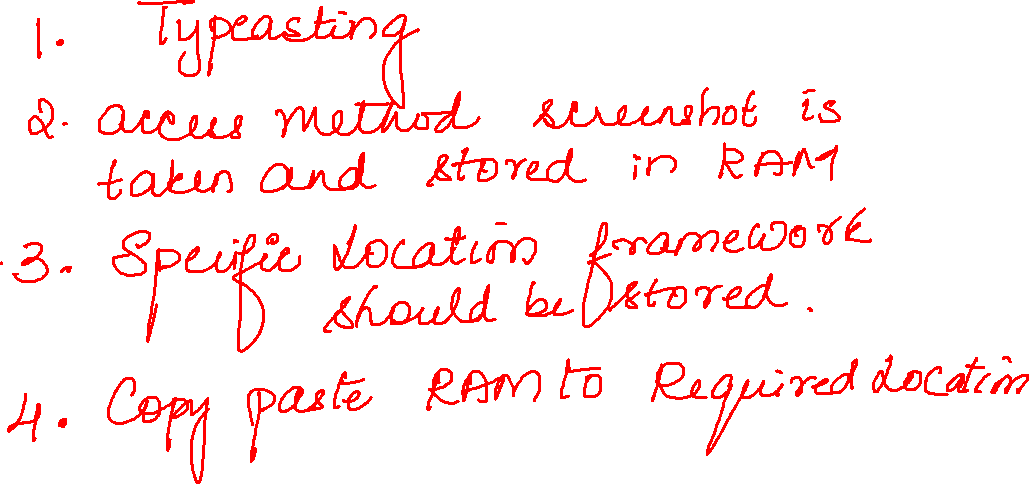 1. Typcasting
2. access method screenshot is
taken and stored in RAM
3. Specific Location framework
should be stored.
4. Copy paste RAM to Required Location